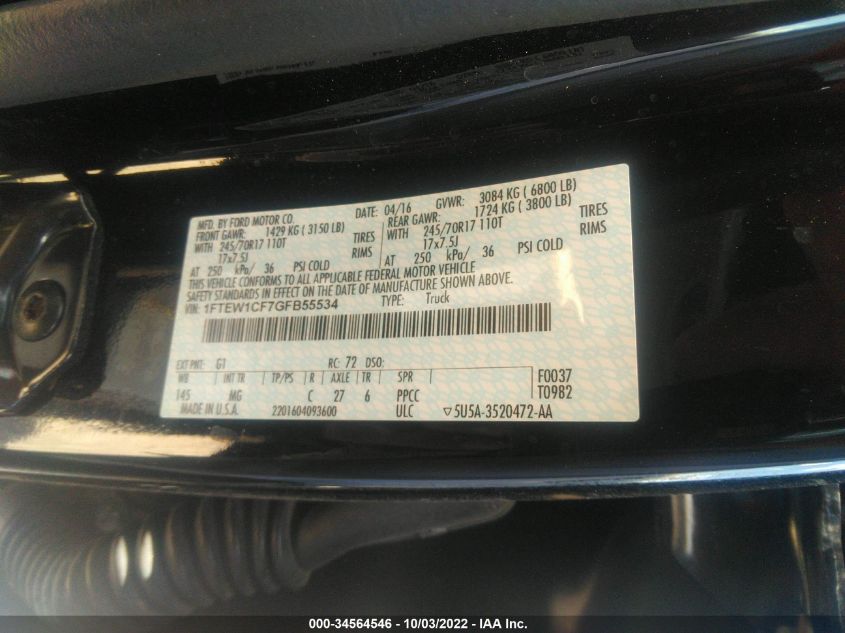 MFD. BY FORD MOTOR CO.
DATE: 04/16 GVWR: 3084 KG ( 6800 LB)
FRONT GAWR: 1429 KG ( 3150 LB) REAR GAWR: 1724 KG ( 3800 LB)
WITH 245/70R17 110T TIRES WITH 245/70R17 110T TIRES
17x7.5J RIMS 17x7.5J RIMS
AT 250 kPa/ 36 PSI COLD AT 250 kPa/ 36 PSI COLD
THIS VEHICLE CONFORMS TO ALL APPLICABLE FEDERAL MOTOR VEHICLE
SAFETY STANDARDS IN EFFECT ON THE DATE OF MANUFACTURE SHOWN ABOVE.
VIN: 1FTEW1CF7GFB55534 TYPE: Truck
EXT PNT: G1 RC: 72 DSO:
WB INT TR TP/PS R AXLE TR SPR F0037
145 MG C 27 6 PPCC T0982
MADE IN U.S.A. 2201604093600 ULC ▽5U5A-3520472-AA
000-34564546 - 10/03/2022 - IAA Inc.